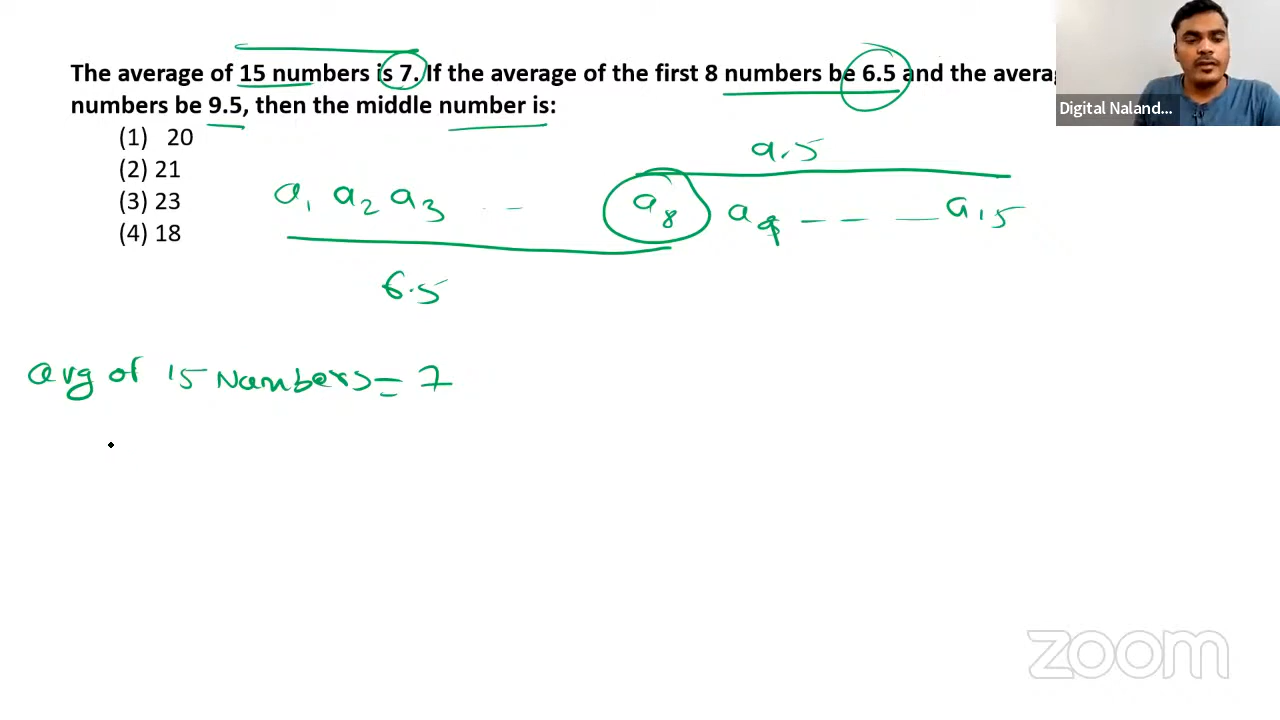 The average of 15 numbers is 7. If the average of the first 8 numbers be 6.5 and the
numbers be 9.5, then the middle number is:
(1) 20
(2) 21
(3) 23
(4) 18
Digital Naland...
9.5
a1 a2 a3 -- a8 a9 - - - a15
6.5
avg of 15 Numbers = 7
zoom